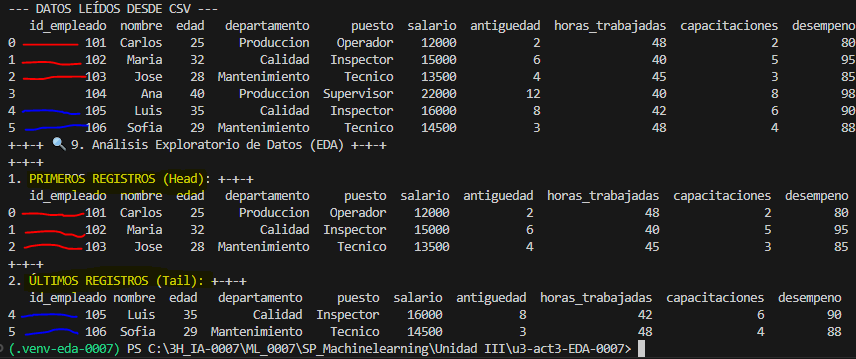 --- DATOS LEÍDOS DESDE CSV ---
id_empleado nombre edad departamento puesto salario antiguedad horas_trabajadas capacitaciones desempeno
0 101 Carlos 25 Produccion Operador 12000 2 48 2 80
1 102 Maria 32 Calidad Inspector 15000 6 40 5 95
2 103 Jose 28 Mantenimiento Tecnico 13500 4 45 3 85
3 104 Ana 40 Produccion Supervisor 22000 12 40 8 98
4 105 Luis 35 Calidad Inspector 16000 8 42 6 90
5 106 Sofia 29 Mantenimiento Tecnico 14500 3 48 4 88
+-+-+ 🔍 9. Análisis Exploratorio de Datos (EDA) +-+-+
+-+-+
1. PRIMEROS REGISTROS (Head): +-+-+
id_empleado nombre edad departamento puesto salario antiguedad horas_trabajadas capacitaciones desempeno
0 101 Carlos 25 Produccion Operador 12000 2 48 2 80
1 102 Maria 32 Calidad Inspector 15000 6 40 5 95
2 103 Jose 28 Mantenimiento Tecnico 13500 4 45 3 85
+-+-+
2. ÚLTIMOS REGISTROS (Tail): +-+-+
id_empleado nombre edad departamento puesto salario antiguedad horas_trabajadas capacitaciones desempeno
4 105 Luis 35 Calidad Inspector 16000 8 42 6 90
5 106 Sofia 29 Mantenimiento Tecnico 14500 3 48 4 88
(.venv-eda-0007) PS C:\3H_IA-0007\ML_0007\SP_Machinelearning\Unidad III\u3-act3-EDA-0007>